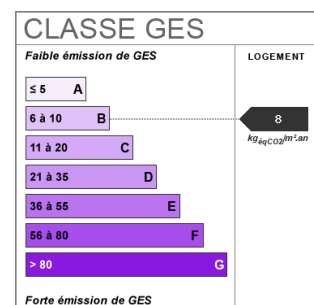 CLASSE GES
Faible émission de GES
LOGEMENT
≤ 5 A
6 à 10 B
8
kgéqCO2/m².an
11 à 20 C
21 à 35 D
36 à 55 E
56 à 80 F
> 80 G
Forte émission de GES